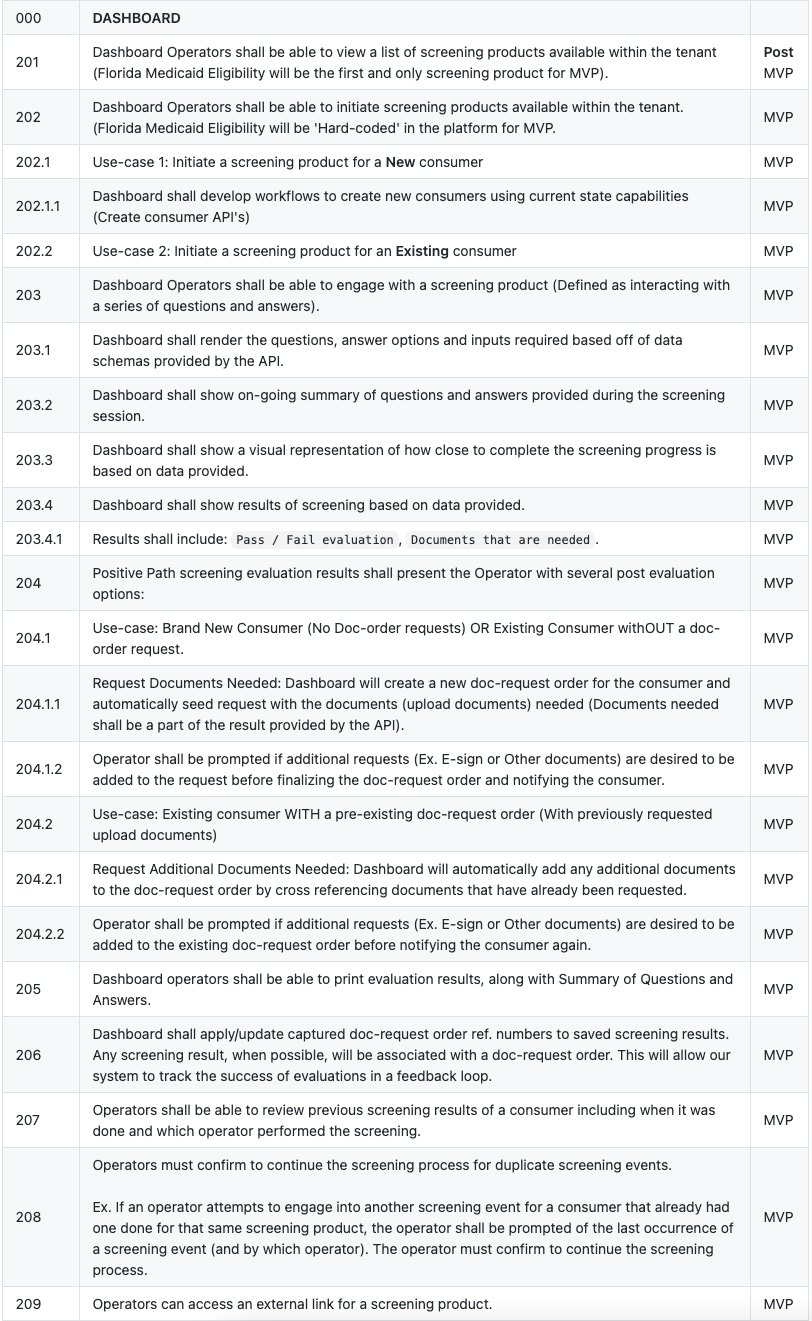 000 DASHBOARD
201 Dashboard Operators shall be able to view a list of screening products available within the tenant Post
(Florida Medicaid Eligibility will be the first and only screening product for MVP). MVP
202 Dashboard Operators shall be able to initiate screening products available within the tenant. MVP
(Florida Medicaid Eligibility will be 'Hard-coded' in the platform for MVP.
202.1 Use-case 1: Initiate a screening product for a New consumer MVP
202.1.1 Dashboard shall develop workflows to create new consumers using current state capabilities MVP
(Create consumer API's)
202.2 Use-case 2: Initiate a screening product for an Existing consumer MVP
203 Dashboard Operators shall be able to engage with a screening product (Defined as interacting with MVP
a series of questions and answers).
203.1 Dashboard shall render the questions, answer options and inputs required based off of data MVP
schemas provided by the API.
203.2 Dashboard shall show on-going summary of questions and answers provided during the screening MVP
session.
203.3 Dashboard shall show a visual representation of how close to complete the screening progress is MVP
based on data provided.
203.4 Dashboard shall show results of screening based on data provided. MVP
203.4.1 Results shall include: Pass / Fail evaluation , Documents that are needed . MVP
204 Positive Path screening evaluation results shall present the Operator with several post evaluation MVP
options:
204.1 Use-case: Brand New Consumer (No Doc-order requests) OR Existing Consumer withOUT a doc- MVP
order request.
204.1.1 Request Documents Needed: Dashboard will create a new doc-request order for the consumer and MVP
automatically seed request with the documents (upload documents) needed (Documents needed
shall be a part of the result provided by the API).
204.1.2 Operator shall be prompted if additional requests (Ex. E-sign or Other documents) are desired to be MVP
added to the request before finalizing the doc-request order and notifying the consumer.
204.2 Use-case: Existing consumer WITH a pre-existing doc-request order (With previously requested MVP
upload documents)
204.2.1 Request Additional Documents Needed: Dashboard will automatically add any additional documents MVP
to the doc-request order by cross referencing documents that have already been requested.
204.2.2 Operator shall be prompted if additional requests (Ex. E-sign or Other documents) are desired to be MVP
added to the existing doc-request order before notifying the consumer again.
205 Dashboard operators shall be able to print evaluation results, along with Summary of Questions and MVP
Answers.
206 Dashboard shall apply/update captured doc-request order ref. numbers to saved screening results. MVP
Any screening result, when possible, will be associated with a doc-request order. This will allow our
system to track the success of evaluations in a feedback loop.
207 Operators shall be able to review previous screening results of a consumer including when it was MVP
done and which operator performed the screening.
208 Operators must confirm to continue the screening process for duplicate screening events. MVP
Ex. If an operator attempts to engage into another screening event for a consumer that already had
one done for that same screening product, the operator shall be prompted of the last occurrence of
a screening event (and by which operator). The operator must confirm to continue the screening
process.
209 Operators can access an external link for a screening product. MVP